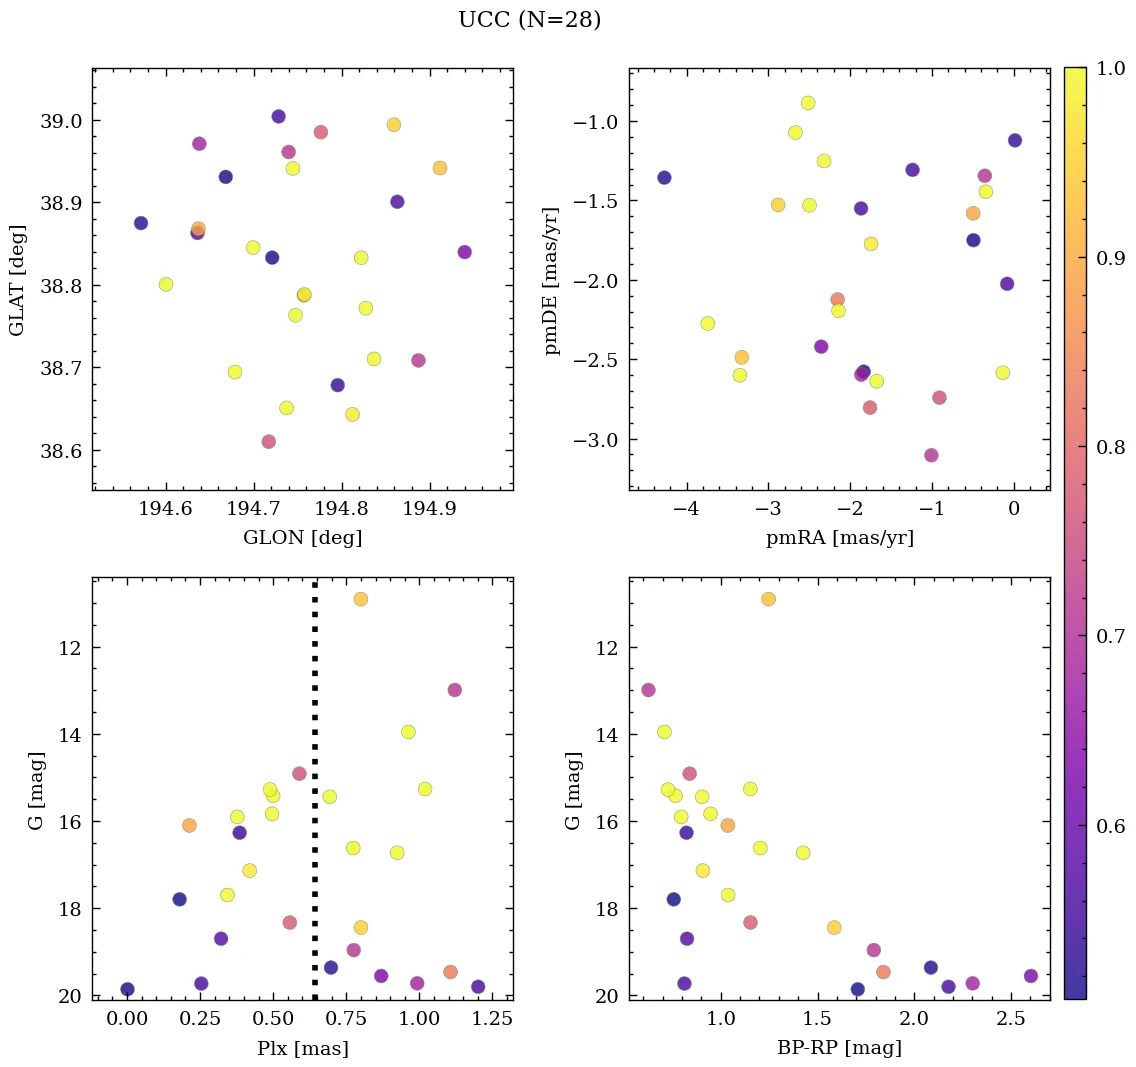 UCC (N=28)
39.0
38.9
38.8
38.7
38.6
GLAT [deg]
194.6 194.7 194.8 194.9
GLON [deg]
−1.0
−1.5
−2.0
−2.5
−3.0
pmDE [mas/yr]
−4 −3 −2 −1 0
pmRA [mas/yr]
1.0
0.9
0.8
0.7
0.6
12
14
16
18
20
G [mag]
0.00 0.25 0.50 0.75 1.00 1.25
Plx [mas]
12
14
16
18
20
G [mag]
1.0 1.5 2.0 2.5
BP-RP [mag]